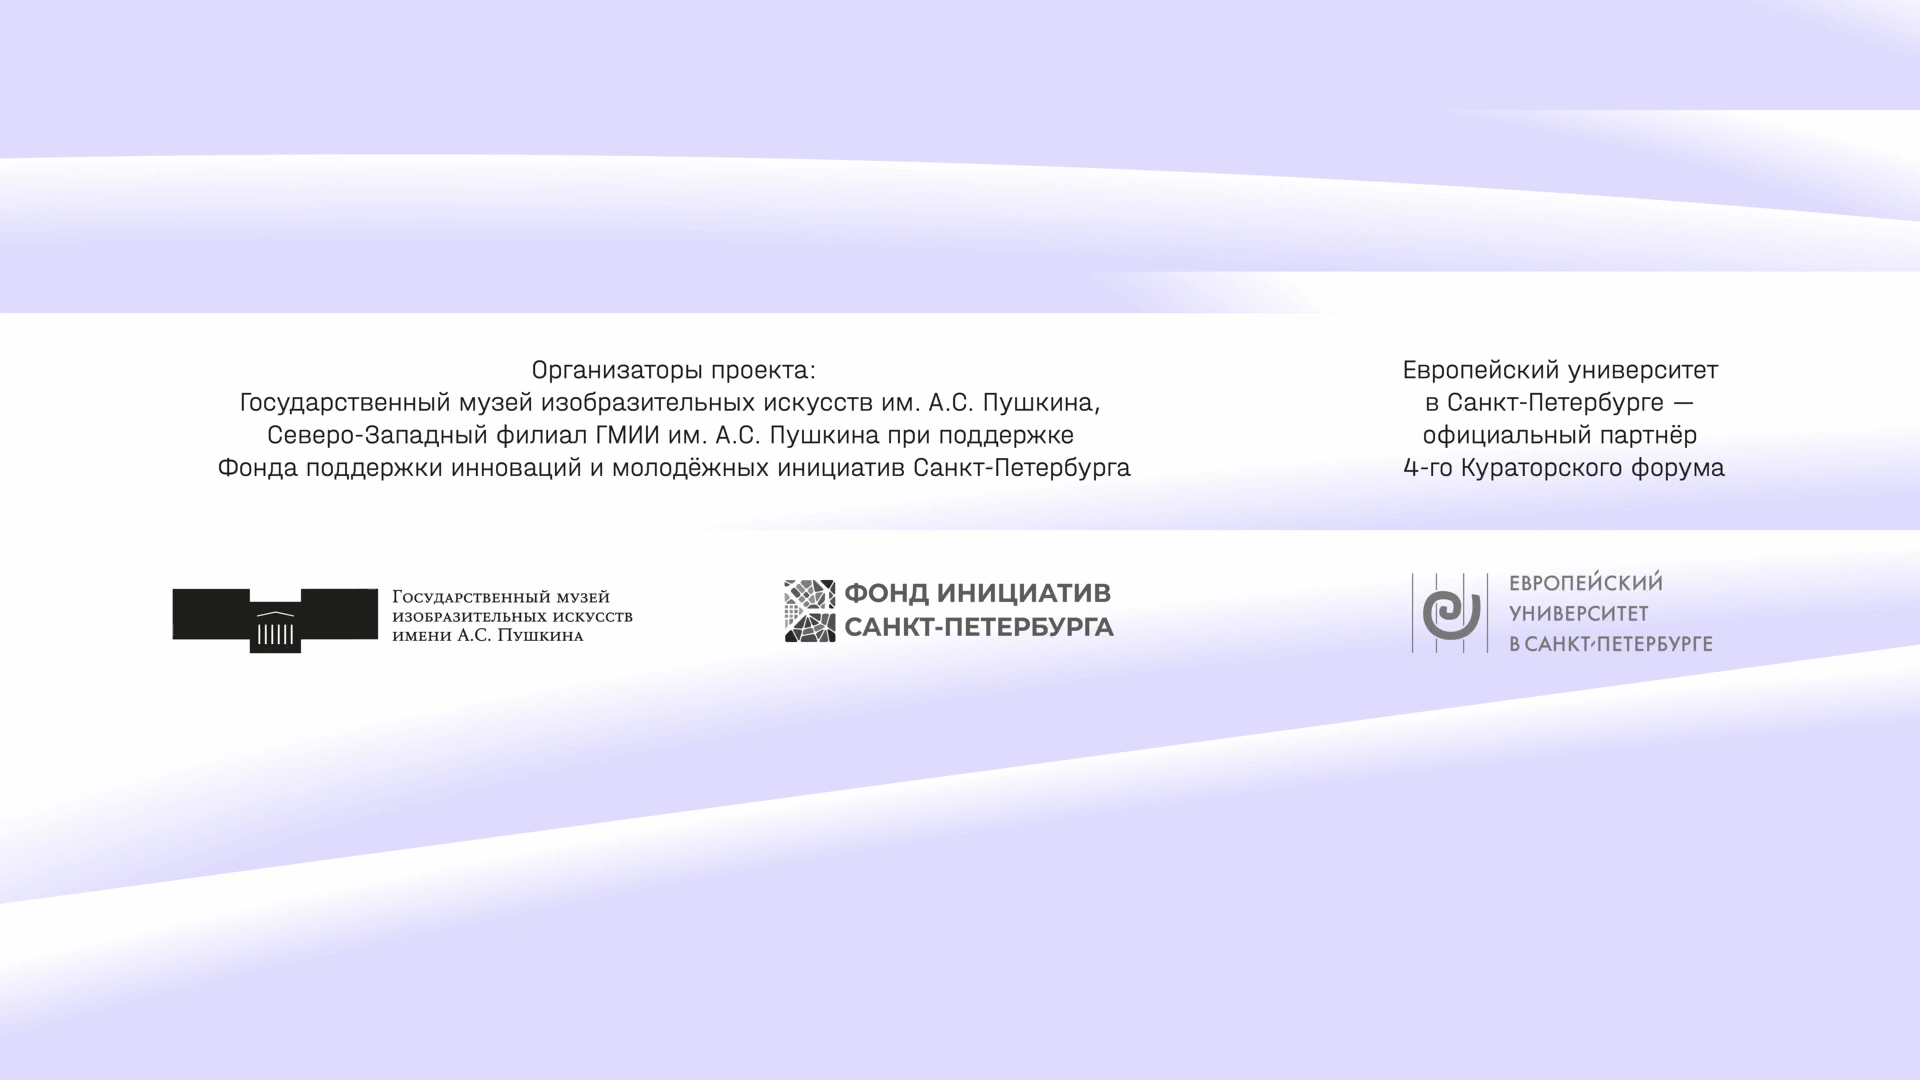 Организаторы проекта:
Государственный музей изобразительных искусств им. А.С. Пушкина,
Северо-Западный филиал ГМИИ им. А.С. Пушкина при поддержке
Фонда поддержки инноваций и молодёжных инициатив Санкт-Петербурга
Европейский университет
в Санкт-Петербурге —
официальный партнёр
4-го Кураторского форума
Государственный музей
изобразительных искусств
имени А.С. Пушкина
ФОНД ИНИЦИАТИВ
САНКТ-ПЕТЕРБУРГА
ЕВРОПЕЙСКИЙ
УНИВЕРСИТЕТ
В САНКТ-ПЕТЕРБУРГЕ